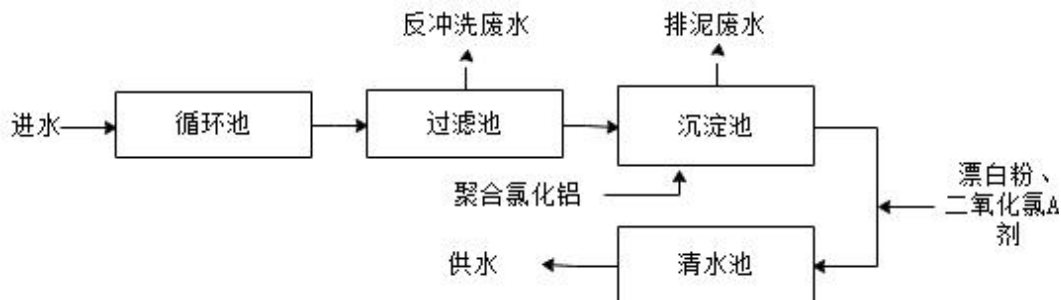 反冲洗废水
排泥废水
进水
循环池
过滤池
沉淀池
聚合氯化铝
漂白粉、
二氧化氯A
剂
供水
清水池